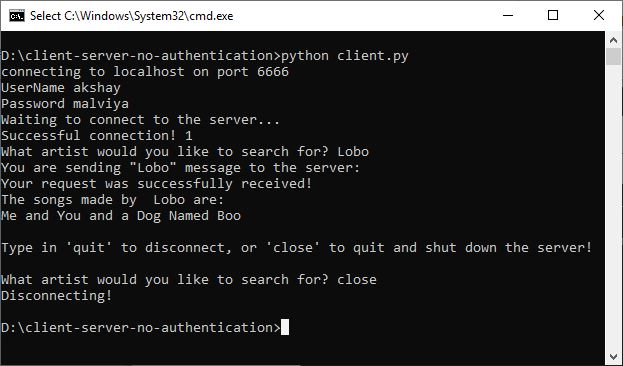 Select C:\Windows\System32\cmd.exe
D:\client-server-no-authentication>python client.py
connecting to localhost on port 6666
UserName akshay
Password malviya
Waiting to connect to the server...
Successful connection! 1
What artist would you like to search for? Lobo
You are sending "Lobo" message to the server:
Your request was successfully received!
The songs made by  Lobo are:
Me and You and a Dog Named Boo
Type in 'quit' to disconnect, or 'close' to quit and shut down the server!
What artist would you like to search for? close
Disconnecting!
D:\client-server-no-authentication>